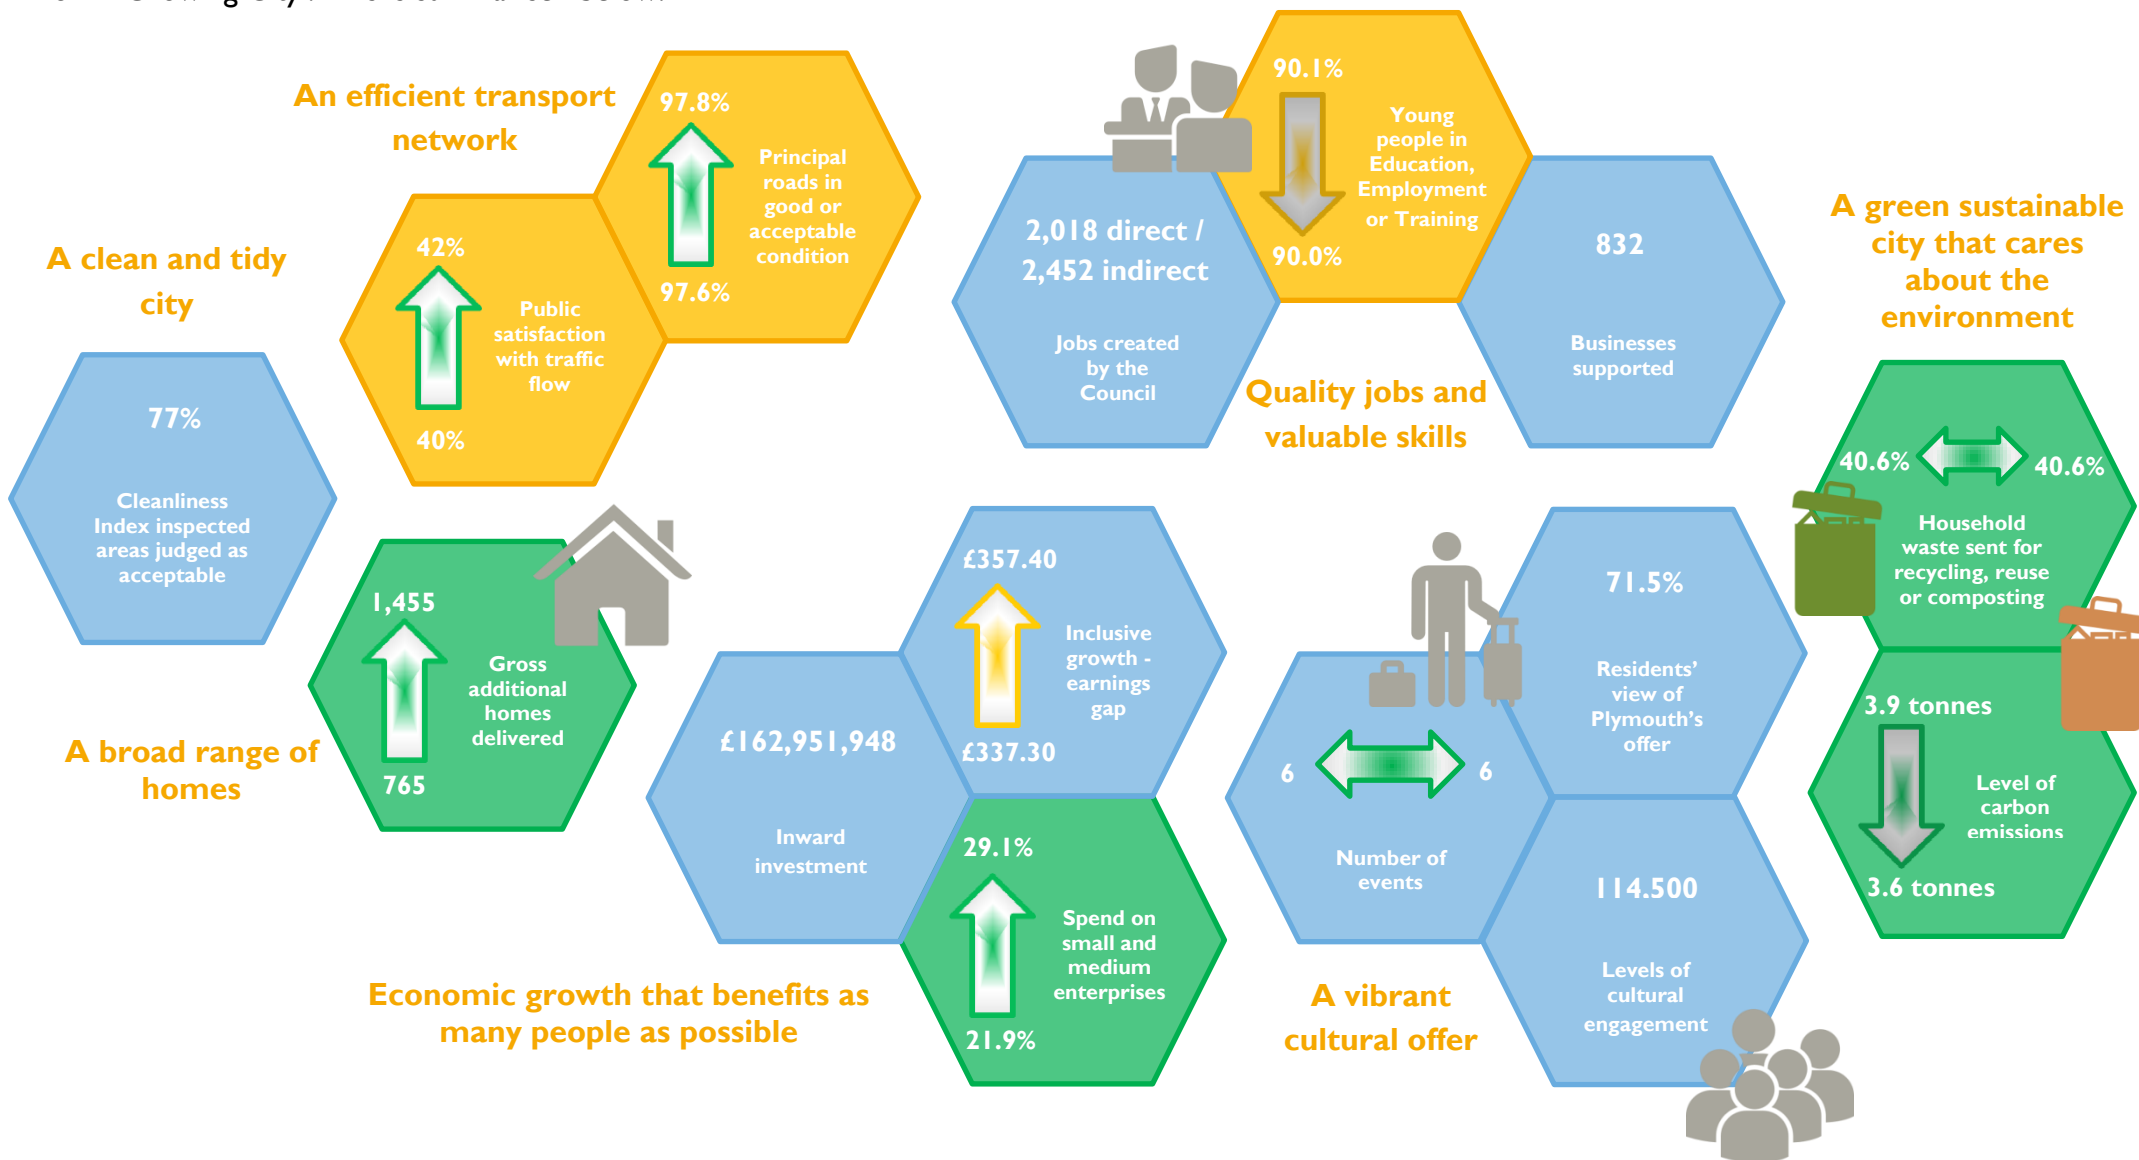 An efficient transport
network
97.8%
Principal
roads in
good or
acceptable
condition
97.6%
42%
Public
satisfaction
with traffic
flow
40%
A clean and tidy
city
77%
Cleanliness
Index inspected
areas judged as
acceptable
90.1%
Young
people in
Education,
Employment
or Training
90.0%
2,018 direct /
2,452 indirect
Jobs created
by the
Council
832
Businesses
supported
Quality jobs and
valuable skills
A green sustainable
city that cares
about the
environment
40.6%
40.6%
Household
waste sent for
recycling, reuse
or composting
3.9 tonnes
Level of
carbon
emissions
3.6 tonnes
1,455
Gross
additional
homes
delivered
765
A broad range of
homes
£357.40
Inclusive
growth -
earnings
gap
£337.30
£162,951,948
Inward
investment
29.1%
Spend on
small and
medium
enterprises
21.9%
Economic growth that benefits as
many people as possible
71.5%
Residents'
view of
Plymouth's
offer
6
6
Number of
events
114.500
Levels of
cultural
engagement
A vibrant
cultural offer